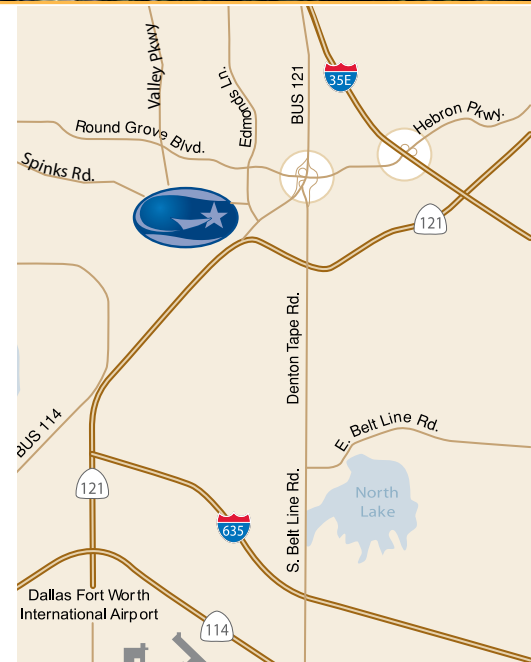 Valley Pkwy
Edmonds Ln.
BUS 121
35E
Hebron Pkwy.
Round Grove Blvd.
Spinks Rd.
121
Denton Tape Rd.
BUS 114
E. Belt Line Rd.
121
North
Lake
S. Belt Line Rd.
635
Dallas Fort Worth
International Airport
114